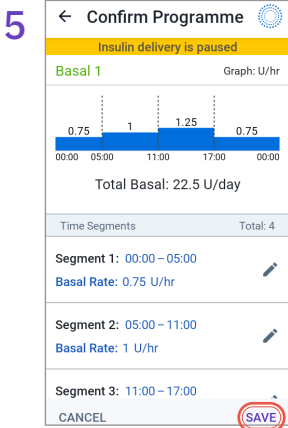 5
Confirm Programme
Insulin delivery is paused
Basal 1 Graph: U/hr
0.75 1 1.25 0.75
00:00 05:00 11:00 17:00 00:00
Total Basal: 22.5 U/day
Time Segments Total: 4
Segment 1: 00:00 – 05:00
Basal Rate: 0.75 U/hr
Segment 2: 05:00 – 11:00
Basal Rate: 1 U/hr
Segment 3: 11:00 – 17:00
CANCEL SAVE